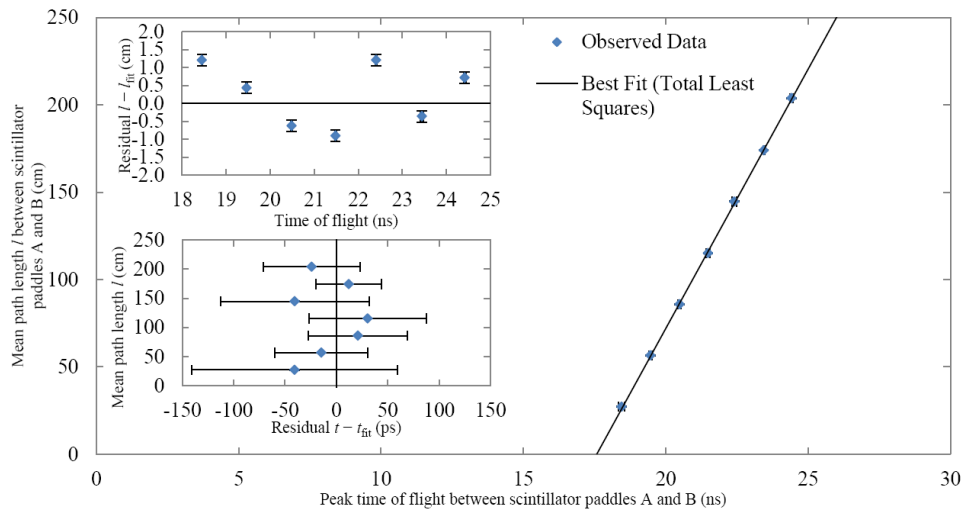 250
200
150
100
50
0
0 5 10 15 20 25 30
Mean path length l between scintillator
paddles A and B (cm)
Peak time of flight between scintillator paddles A and B (ns)
Observed Data
Best Fit (Total Least
Squares)
2.0
1.5
1.0
0.5
0.0
-0.5
-1.0
-1.5
-2.0
Residual l − lfit (cm)
18 19 20 21 22 23 24 25
Time of flight (ns)
250
200
150
100
50
0
Mean path length l (cm)
-150 -100 -50 0 50 100 150
Residual t − tfit (ps)